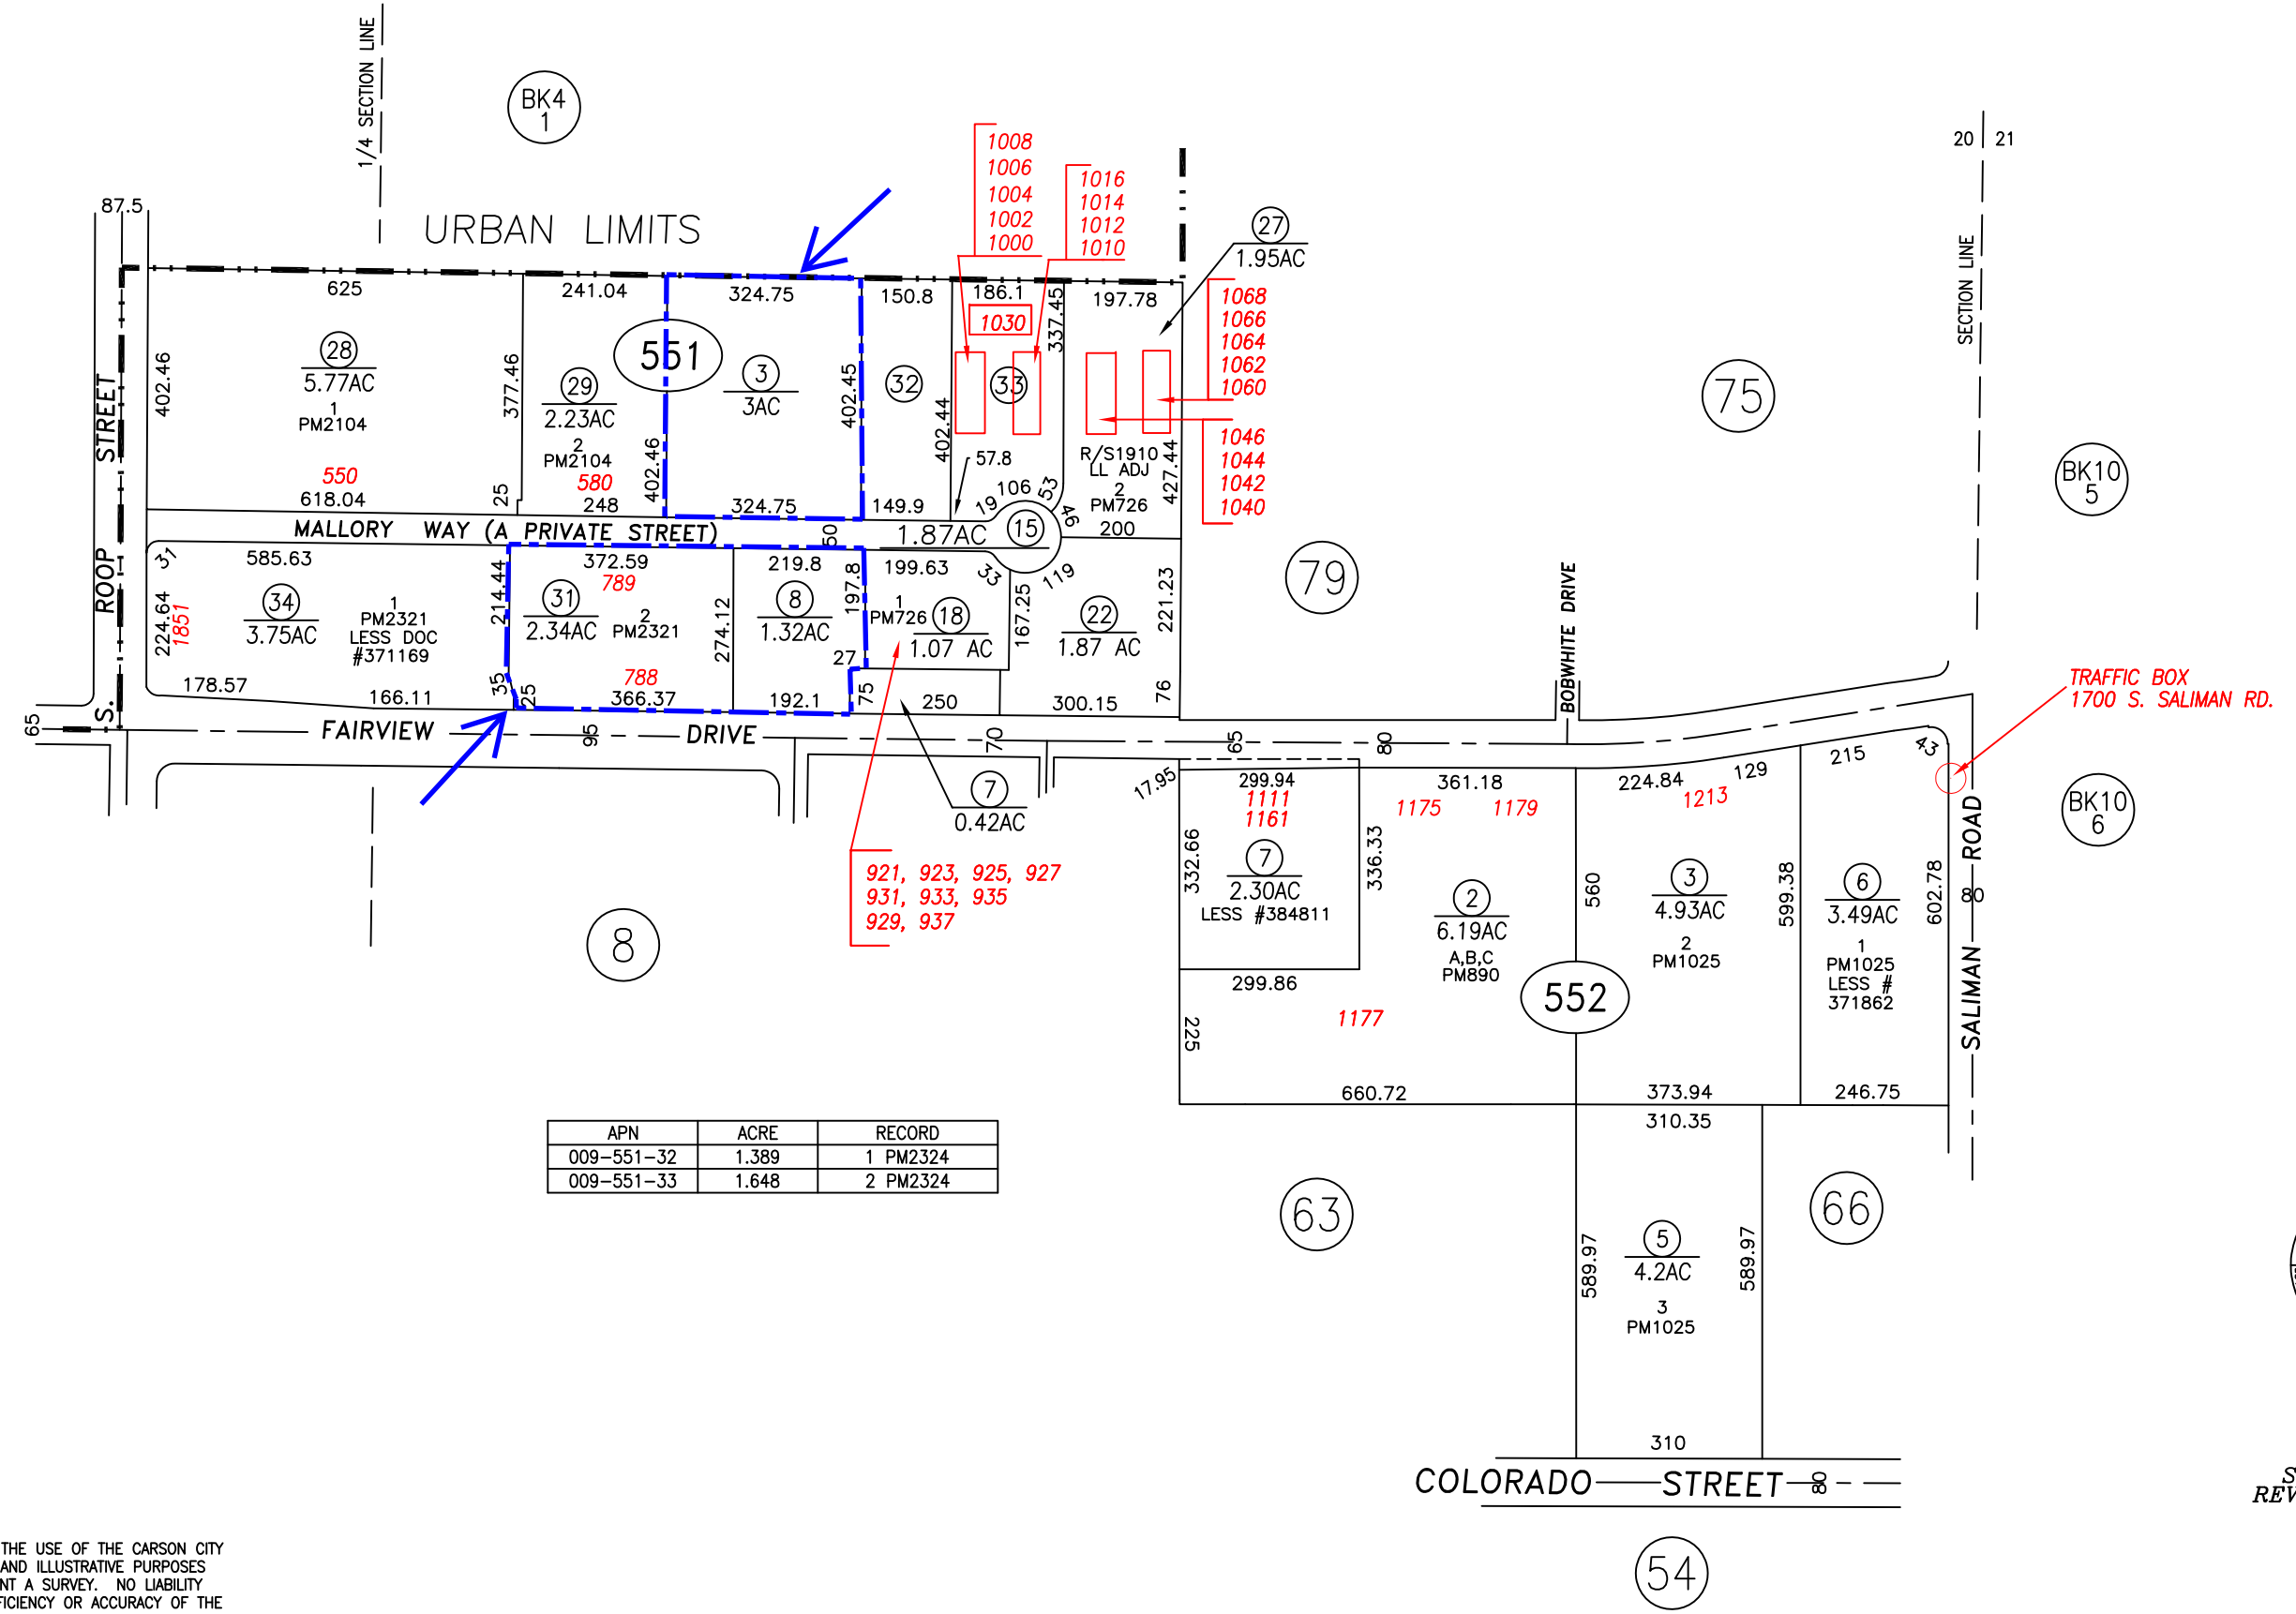 1/4 SECTION LINE
BK4
1
20
21
SECTION LINE
URBAN LIMITS
87.5
1008
1006
1004
1002
1000
1016
1014
1012
1010
27
1.95AC
625
241.04
324.75
150.8
186.1
197.78
1030
337.45
1068
1066
1064
1062
1060
551
402.46
28
5.77AC
1
PM2104
550
618.04
377.46
29
2.23AC
2
PM2104
580
25
248
402.46
3
3AC
402.45
324.75
32
402.44
33
149.9
57.8
19
106
53
46
R/S1910
LL ADJ
2
PM726
427.44
200
1046
1044
1042
1040
75
BK10
5
S. ROOP STREET
MALLORY WAY (A PRIVATE STREET)
50
1.87AC
15
31
585.63
372.59
789
219.8
199.63
33
119
224.64
1851
34
3.75AC
1
PM2321
LESS DOC
#371169
214.44
31
2.34AC
2
PM2321
788
274.12
8
1.32AC
197.8
1
PM726
18
1.07 AC
167.25
22
1.87 AC
221.23
79
BOBWHITE DRIVE
178.57
166.11
35
25
366.37
192.1
27
75
250
300.15
76
65
FAIRVIEW DRIVE
95
70
65
80
TRAFFIC BOX
1700 S. SALIMAN RD.
7
0.42AC
17.95
299.94
1111
1161
361.18
1175
1179
224.84
1213
129
215
43
BK10
6
921, 923, 925, 927
931, 933, 935
929, 937
8
332.66
7
2.30AC
LESS #384811
336.33
299.86
2
6.19AC
A,B,C
PM890
560
3
4.93AC
2
PM1025
599.38
6
3.49AC
1
PM1025
LESS #
371862
602.78
80
SALIMAN ROAD
552
225
1177
660.72
373.94
246.75
310.35
APN ACRE RECORD
009-551-32 1.389 1 PM2324
009-551-33 1.648 2 PM2324
63
66
589.97
5
4.2AC
3
PM1025
589.97
310
COLORADO STREET
80
54
S
REV
THE USE OF THE CARSON CITY
AND ILLUSTRATIVE PURPOSES
NT A SURVEY. NO LIABILITY
FICIENCY OR ACCURACY OF THE